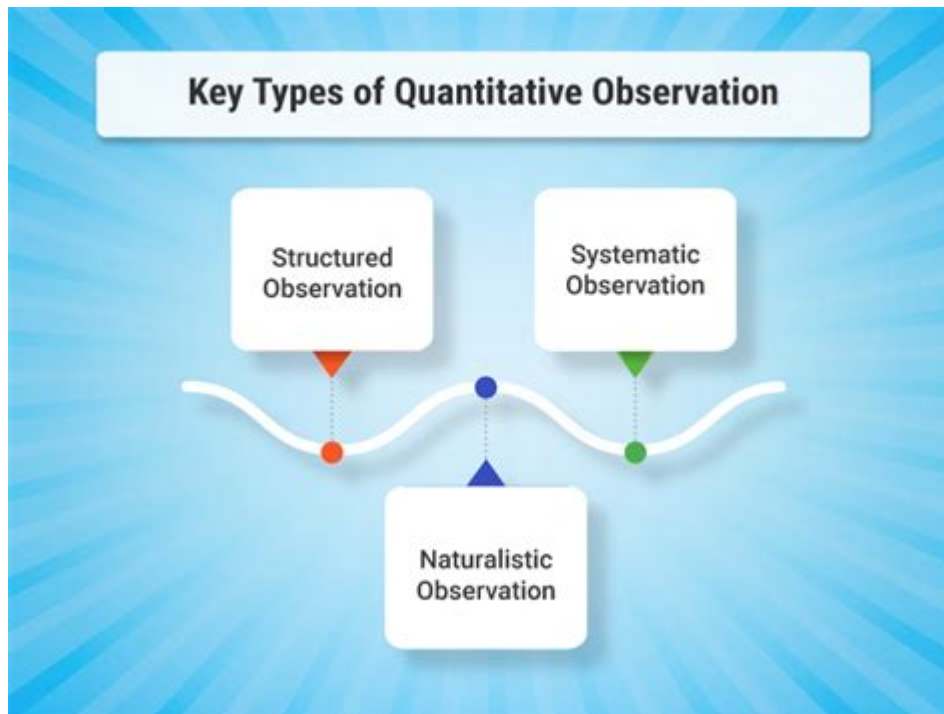 Key Types of Quantitative Observation
Structured
Observation
Systematic
Observation
Naturalistic
Observation